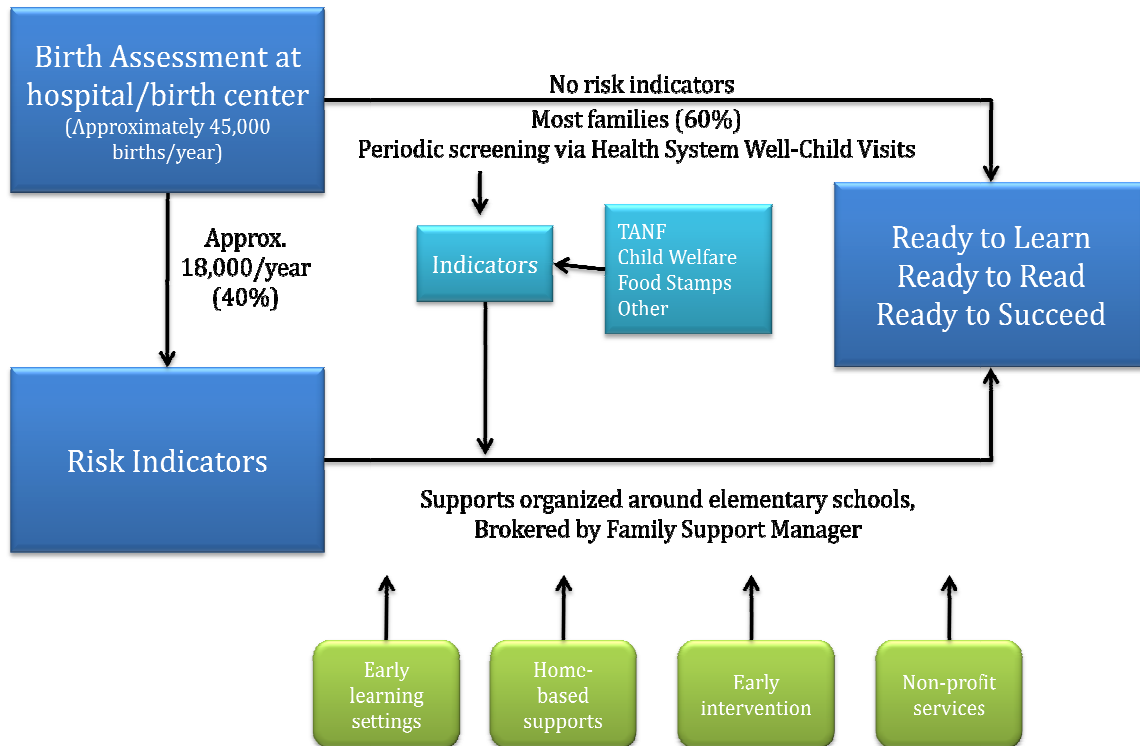 Birth Assessment at
hospital/birth center
(Approximately 45,000
births/year)
No risk indicators
Most families (60%)
Periodic screening via Health System Well-Child Visits
Approx.
18,000/year
(40%)
Indicators
TANF
Child Welfare
Food Stamps
Other
Ready to Learn
Ready to Read
Ready to Succeed
Risk Indicators
Supports organized around elementary schools,
Brokered by Family Support Manager
Early
learning
settings
Home-
based
supports
Early
intervention
Non-profit
services